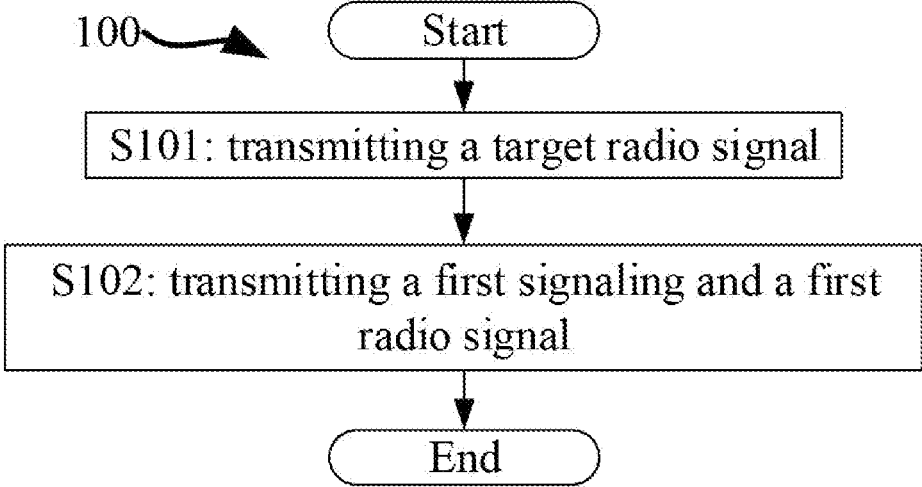 100
Start
S101: transmitting a target radio signal
S102: transmitting a first signaling and a first
radio signal
End